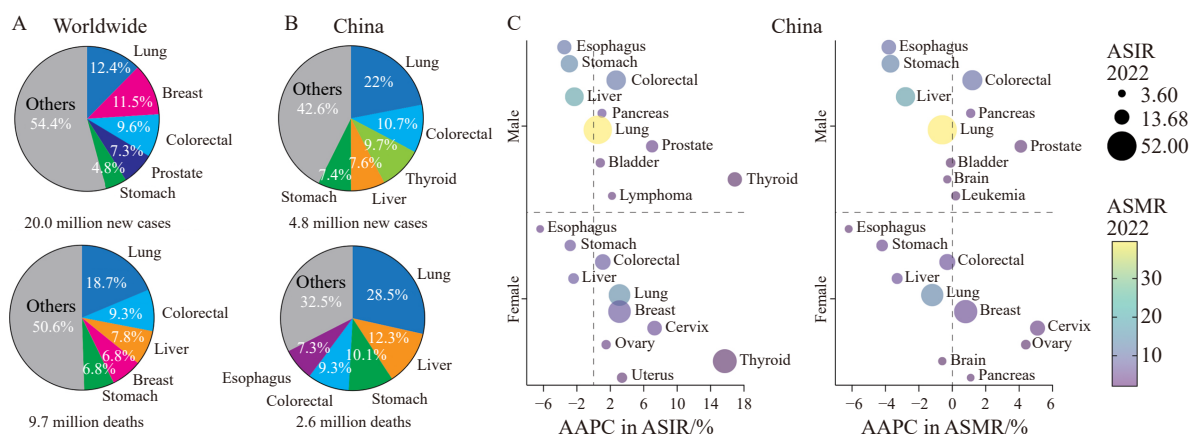 A
Worldwide
Lung
12.4%
Breast
11.5%
Colorectal
9.6%
Prostate
7.3%
Stomach
4.8%
Others
54.4%
20.0 million new cases
Lung
18.7%
Colorectal
9.3%
Liver
7.8%
Breast
6.8%
Stomach
6.8%
Others
50.6%
9.7 million deaths
B
China
Lung
22%
Colorectal
10.7%
Thyroid
9.7%
Liver
7.6%
Stomach
7.4%
Others
42.6%
4.8 million new cases
Lung
28.5%
Liver
12.3%
Stomach
10.1%
Colorectal
9.3%
Esophagus
7.3%
Others
32.5%
2.6 million deaths
C
China
Male
Esophagus
Stomach
Colorectal
Liver
Pancreas
Lung
Prostate
Bladder
Thyroid
Lymphoma
Female
Esophagus
Stomach
Colorectal
Liver
Lung
Breast
Cervix
Ovary
Thyroid
Uterus
−6 −2 2 6 10 14 18
AAPC in ASIR/%
Male
Esophagus
Stomach
Colorectal
Liver
Pancreas
Lung
Prostate
Bladder
Brain
Leukemia
Female
Esophagus
Stomach
Colorectal
Liver
Lung
Breast
Cervix
Ovary
Brain
Pancreas
−6 −4 −2 0 2 4 6
AAPC in ASMR/%
ASIR
2022
3.60
13.68
52.00
ASMR
2022
30
20
10